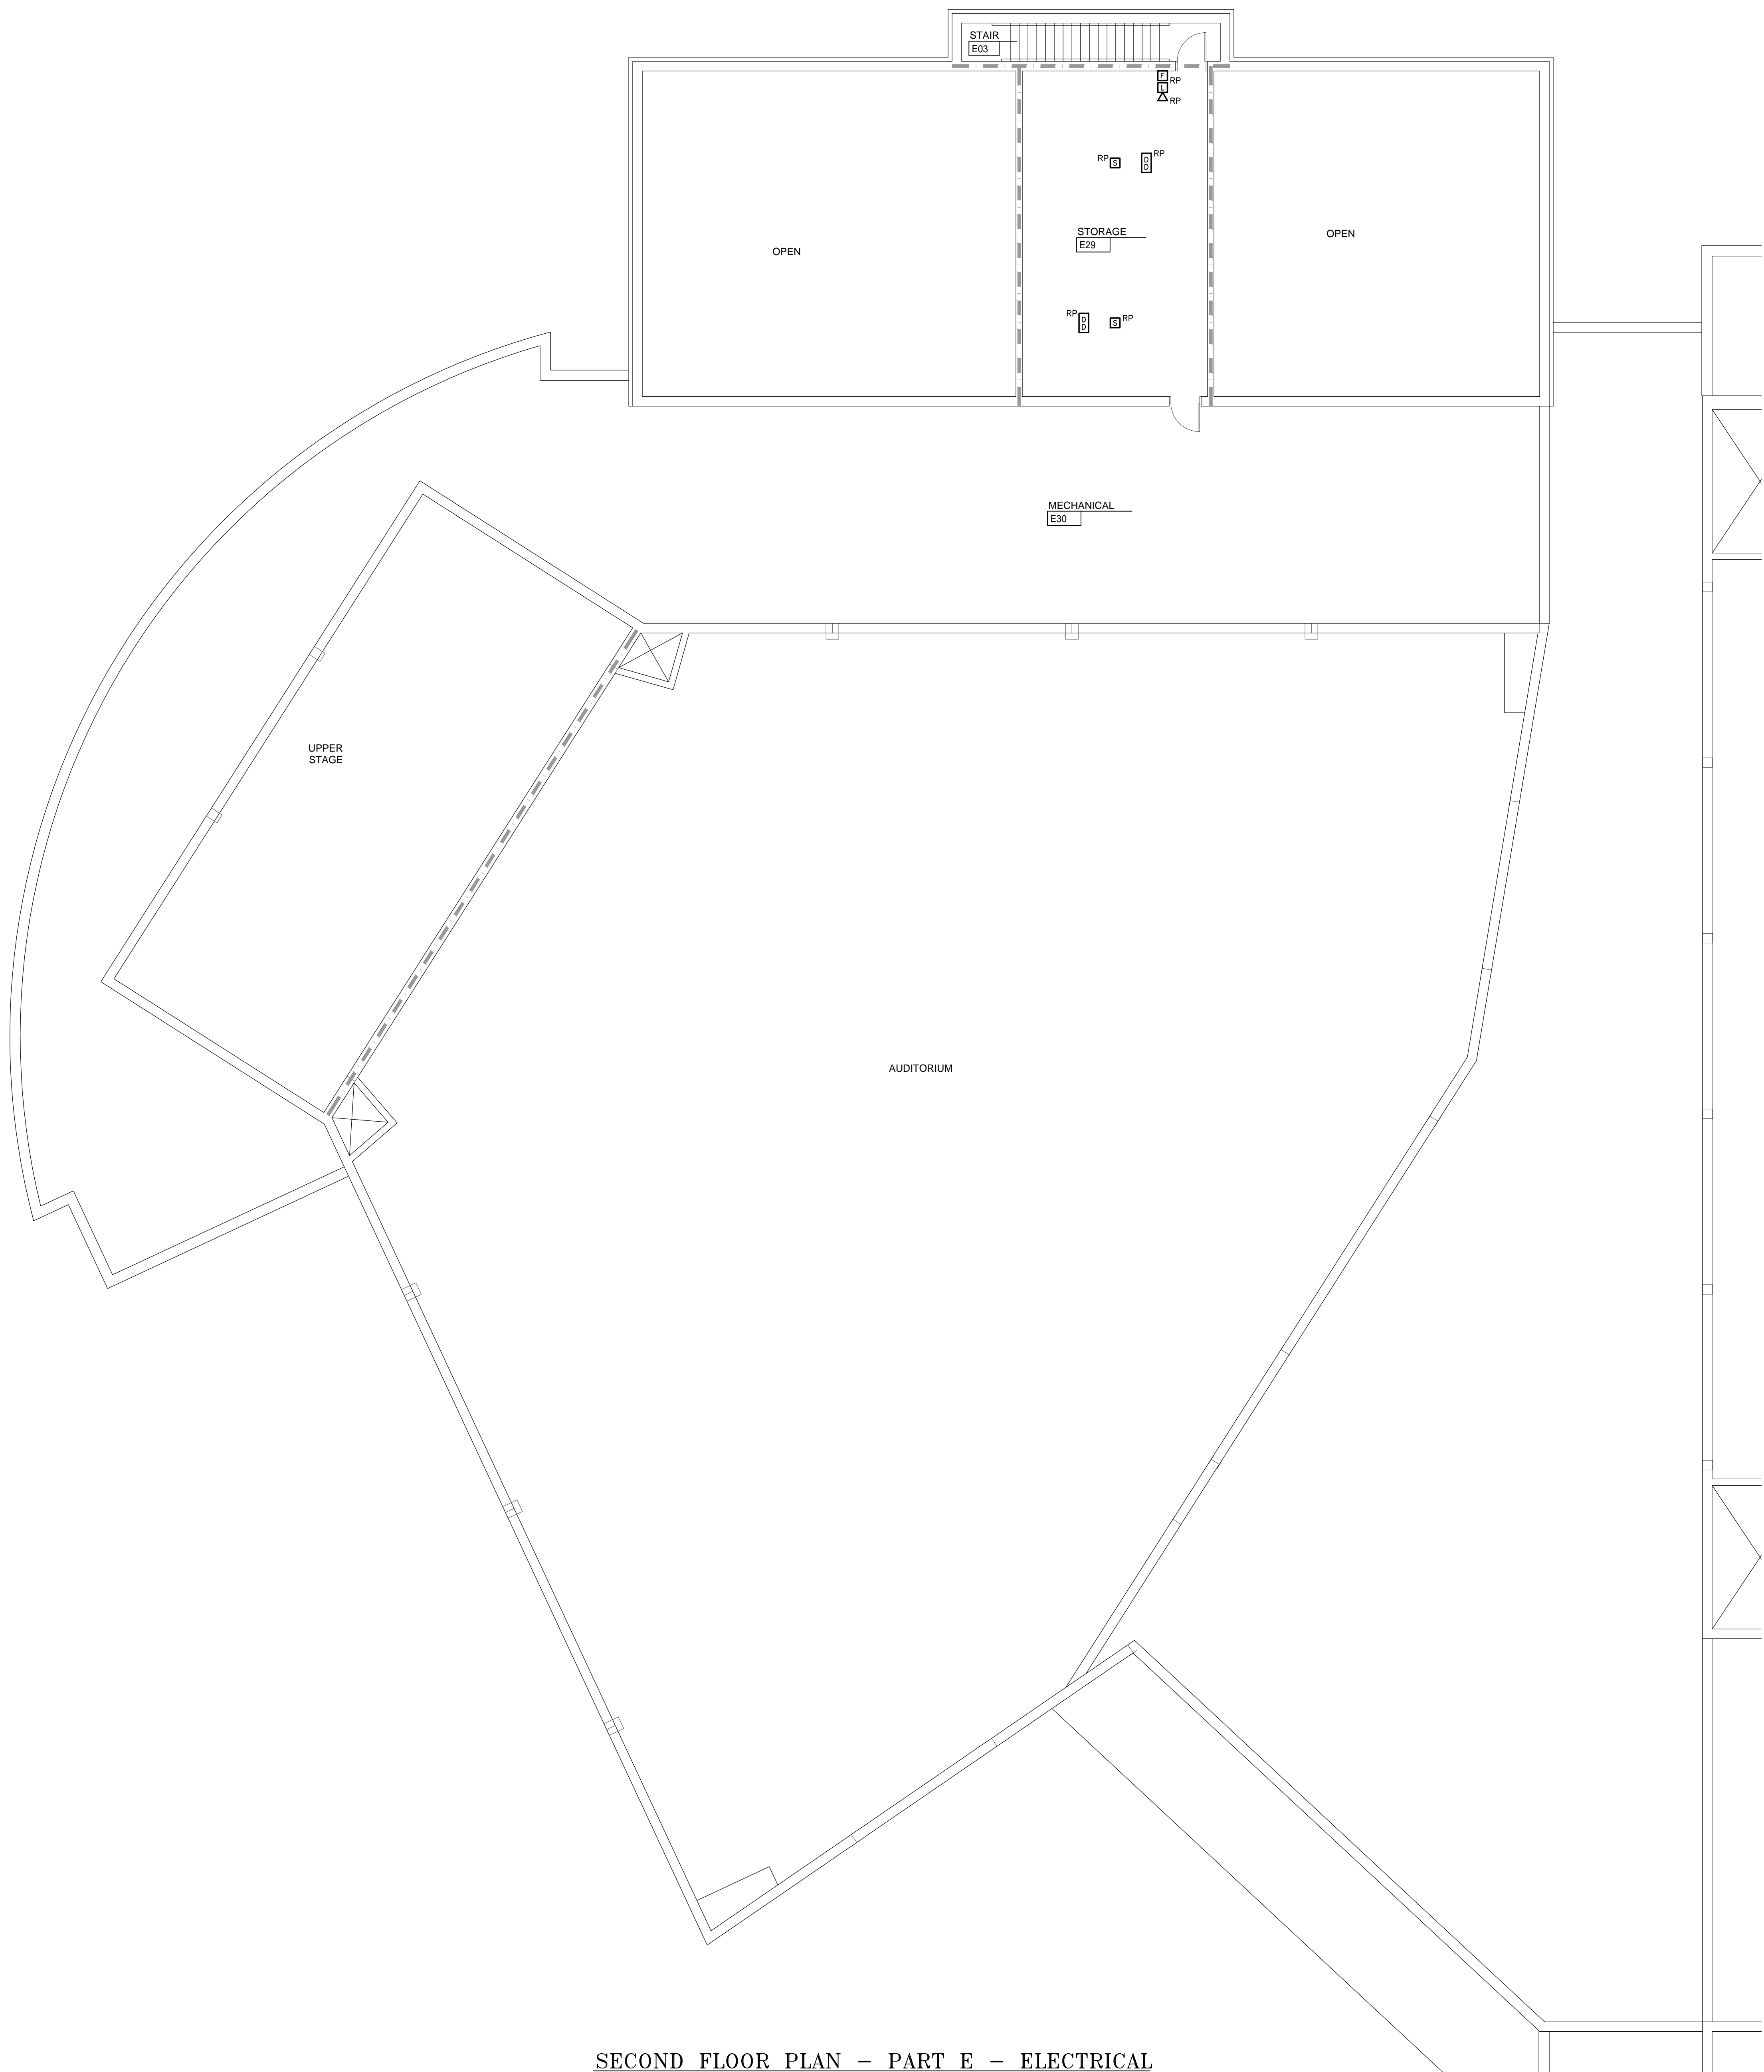 STAIR
E03
F
RP
L
RP
RP
S
D
D
RP
STORAGE
E29
OPEN
OPEN
RP
D
D
S
RP
MECHANICAL
E30
UPPER
STAGE
AUDITORIUM
SECOND FLOOR PLAN – PART E – ELECTRICAL